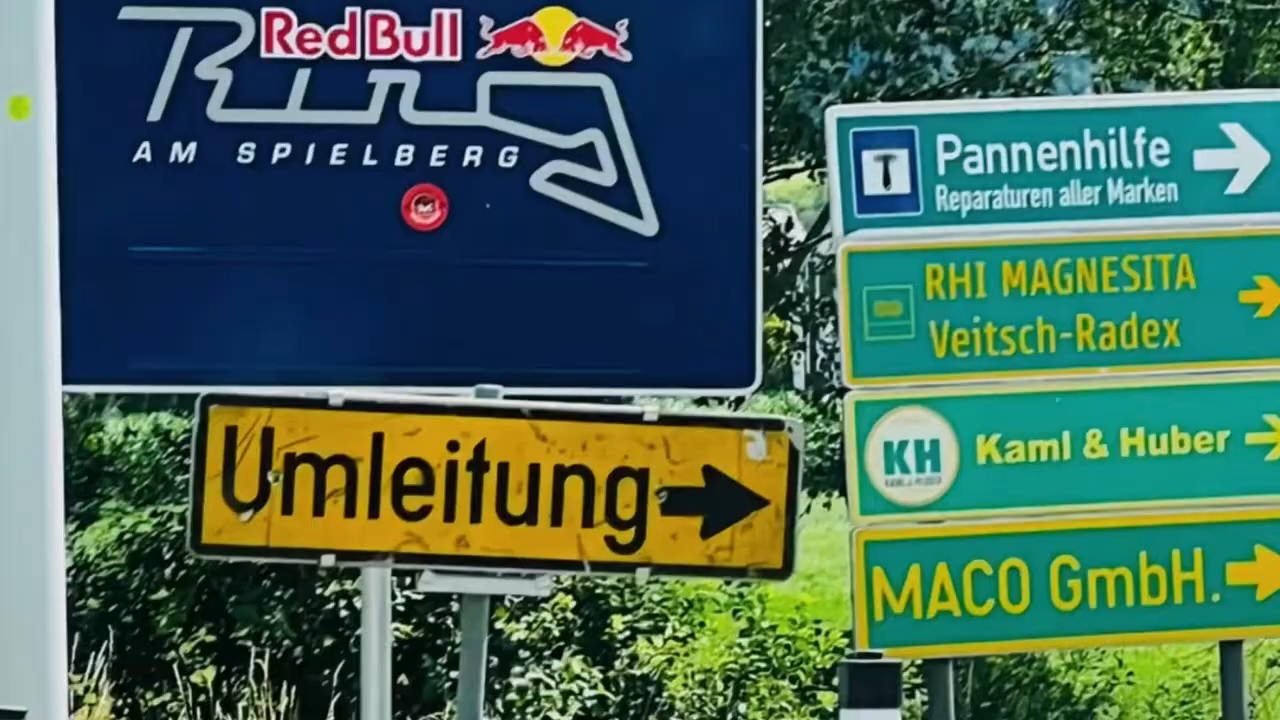 Red Bull
Ring
AM SPIELBERG
Umleitung
Pannenhilfe
Reparaturen aller Marken
RHI MAGNESITA
Veitsch-Radex
KH
Kaml & Huber
MACO GmbH.